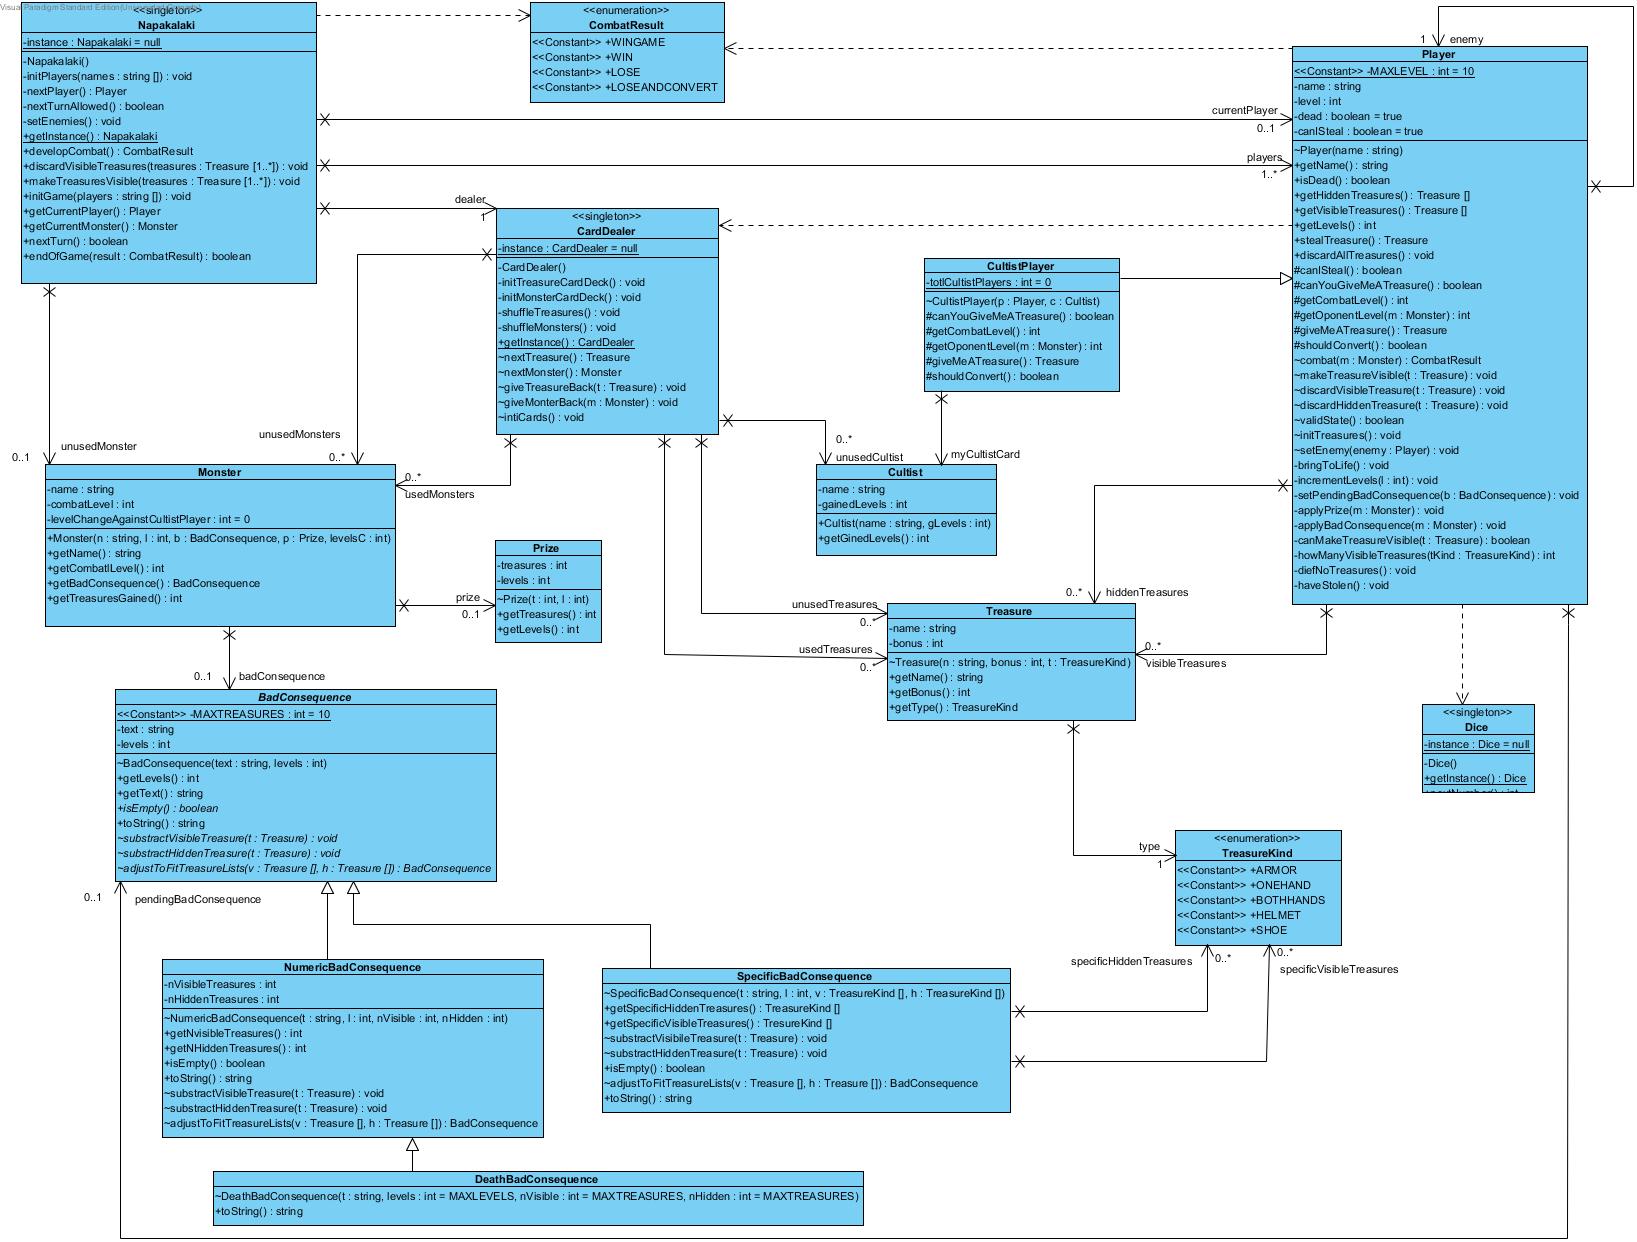 Visual Paradigm Standard Edition
<<singleton>>
Napakalaki
-instance : Napakalaki = null
-Napakalaki()
-initPlayers(names : string []) : void
-nextPlayer() : Player
-nextTurnAllowed() : boolean
-setEnemies() : void
+getInstance() : Napakalaki
+developCombat() : CombatResult
+discardVisibleTreasures(treasures : Treasure [1..*]) : void
+makeTreasuresVisible(treasures : Treasure [1..*]) : void
+initGame(players : string []) : void
+getCurrentPlayer() : Player
+getCurrentMonster() : Monster
+nextTurn() : boolean
+endOfGame(result : CombatResult) : boolean
<<enumeration>>
CombatResult
<<Constant>> +WINGAME
<<Constant>> +WIN
<<Constant>> +LOSE
<<Constant>> +LOSEANDCONVERT
1
enemy
Player
<<Constant>> -MAXLEVEL : int = 10
-name : string
-level : int
-dead : boolean = true
-canISteal : boolean = true
~Player(name : string)
+getName() : string
+isDead() : boolean
+getHiddenTreasures() : Treasure []
+getVisibleTreasures() : Treasure []
+getLevels() : int
+stealTreasure() : Treasure
+discardAllTreasures() : void
#canISteal() : boolean
#canYouGiveMeATreasure() : boolean
#getCombatLevel() : int
#getOponentLevel(m : Monster) : int
#giveMeATreasure() : Treasure
#shouldConvert() : boolean
~combat(m : Monster) : CombatResult
~makeTreasureVisible(t : Treasure) : void
~discardVisibleTreasure(t : Treasure) : void
~discardHiddenTreasure(t : Treasure) : void
~validState() : boolean
~initTreasures() : void
~setEnemy(enemy : Player) : void
-bringToLife() : void
-incrementLevels(l : int) : void
-setPendingBadConsequence(b : BadConsequence) : void
-applyPrize(m : Monster) : void
-applyBadConsequence(m : Monster) : void
-canMakeTreasureVisible(t : Treasure) : boolean
-howManyVisibleTreasures(tKind : TreasureKind) : int
-dielfNoTreasures() : void
-haveStolen() : void
currentPlayer
0..1
players
1..*
dealer
1
<<singleton>>
CardDealer
-instance : CardDealer = null
-CardDealer()
-initTreasureCardDeck() : void
-initMonsterCardDeck() : void
-shuffleTreasures() : void
-shuffleMonsters() : void
+getInstance() : CardDealer
~nextTreasure() : Treasure
~nextMonster() : Monster
~giveTreasureBack(t : Treasure) : void
~giveMonterBack(m : Monster) : void
~intiCards() : void
CultistPlayer
-totlCultistPlayers : int = 0
~CultistPlayer(p : Player, c : Cultist)
#canYouGiveMeATreasure() : boolean
#getCombatLevel() : int
#getOponentLevel(m : Monster) : int
#giveMeATreasure() : Treasure
#shouldConvert() : boolean
unusedMonster
0..1
unusedMonsters
0..*
0..*
usedMonsters
0..*
unusedCultist
myCultistCard
Monster
-name : string
-combatLevel : int
-levelChangeAgainstCultistPlayer : int = 0
+Monster(n : string, l : int, b : BadConsequence, p : Prize, levelsC : int)
+getName() : string
+getCombatlLevel() : int
+getBadConsequence() : BadConsequence
+getTreasuresGained() : int
Cultist
-name : string
-gainedLevels : int
+Cultist(name : string, gLevels : int)
+getGinedLevels() : int
Prize
-treasures : int
-levels : int
~Prize(t : int, l : int)
+getTreasures() : int
+getLevels() : int
prize
0..1
unusedTreasures
0..*
usedTreasures
0..*
0..*
hiddenTreasures
0..*
visibleTreasures
Treasure
-name : string
-bonus : int
~Treasure(n : string, bonus : int, t : TreasureKind)
+getName() : string
+getBonus() : int
+getType() : TreasureKind
0..1
badConsequence
BadConsequence
<<Constant>> -MAXTREASURES : int = 10
-text : string
-levels : int
~BadConsequence(text : string, levels : int)
+getLevels() : int
+getText() : string
+isEmpty() : boolean
+toString() : string
~substractVisibleTreasure(t : Treasure) : void
~substractHiddenTreasure(t : Treasure) : void
~adjustToFitTreasureLists(v : Treasure [], h : Treasure []) : BadConsequence
<<singleton>>
Dice
-instance : Dice = null
-Dice()
+getInstance() : Dice
+nextNumber() : int
type
1
<<enumeration>>
TreasureKind
<<Constant>> +ARMOR
<<Constant>> +ONEHAND
<<Constant>> +BOTHHANDS
<<Constant>> +HELMET
<<Constant>> +SHOE
0..1
pendingBadConsequence
specificHiddenTreasures
0..*
0..*
specificVisibleTreasures
NumericBadConsequence
-nVisibleTreasures : int
-nHiddenTreasures : int
~NumericBadConsequence(t : string, l : int, nVisible : int, nHidden : int)
+getNvisibleTreasures() : int
+getNHiddenTreasures() : int
+isEmpty() : boolean
+toString() : string
~substractVisibleTreasure(t : Treasure) : void
~substractHiddenTreasure(t : Treasure) : void
~adjustToFitTreasureLists(v : Treasure [], h : Treasure []) : BadConsequence
SpecificBadConsequence
~SpecificBadConsequence(t : string, l : int, v : TreasureKind [], h : TreasureKind [])
+getSpecificHiddenTreasures() : TreasureKind []
+getSpecificVisibleTreasures() : TresureKind []
~substractVisibileTreasure(t : Treasure) : void
~substractHiddenTreasure(t : Treasure) : void
+isEmpty() : boolean
~adjustToFitTreasureLists(v : Treasure [], h : Treasure []) : BadConsequence
+toString() : string
DeathBadConsequence
~DeathBadConsequence(t : string, levels : int = MAXLEVELS, nVisible : int = MAXTREASURES, nHidden : int = MAXTREASURES)
+toString() : string